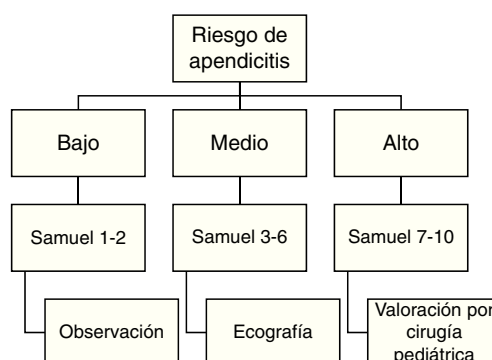 Riesgo de
apendicitis
Bajo
Medio
Alto
Samuel 1-2
Samuel 3-6
Samuel 7-10
Observación
Ecografía
Valoración por
cirugía
pediátrica